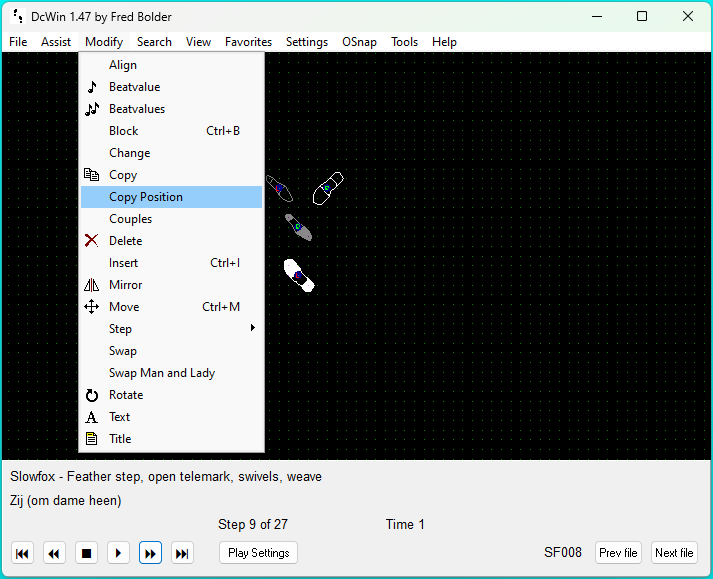 DcWin 1.47 by Fred Bolder
File Assist Modify Search View Favorites Settings OSnap Tools Help
Align
Beatvalue
Beatvalues
Block Ctrl+B
Change
Copy
Copy Position
Couples
Delete
Insert Ctrl+I
Mirror
Move Ctrl+M
Step
Swap
Swap Man and Lady
Rotate
Text
Title
Slowfox - Feather step, open telemark, swivels, weave
Zij (om dame heen)
Step 9 of 27 Time 1
Play Settings SF008 Prev file Next file